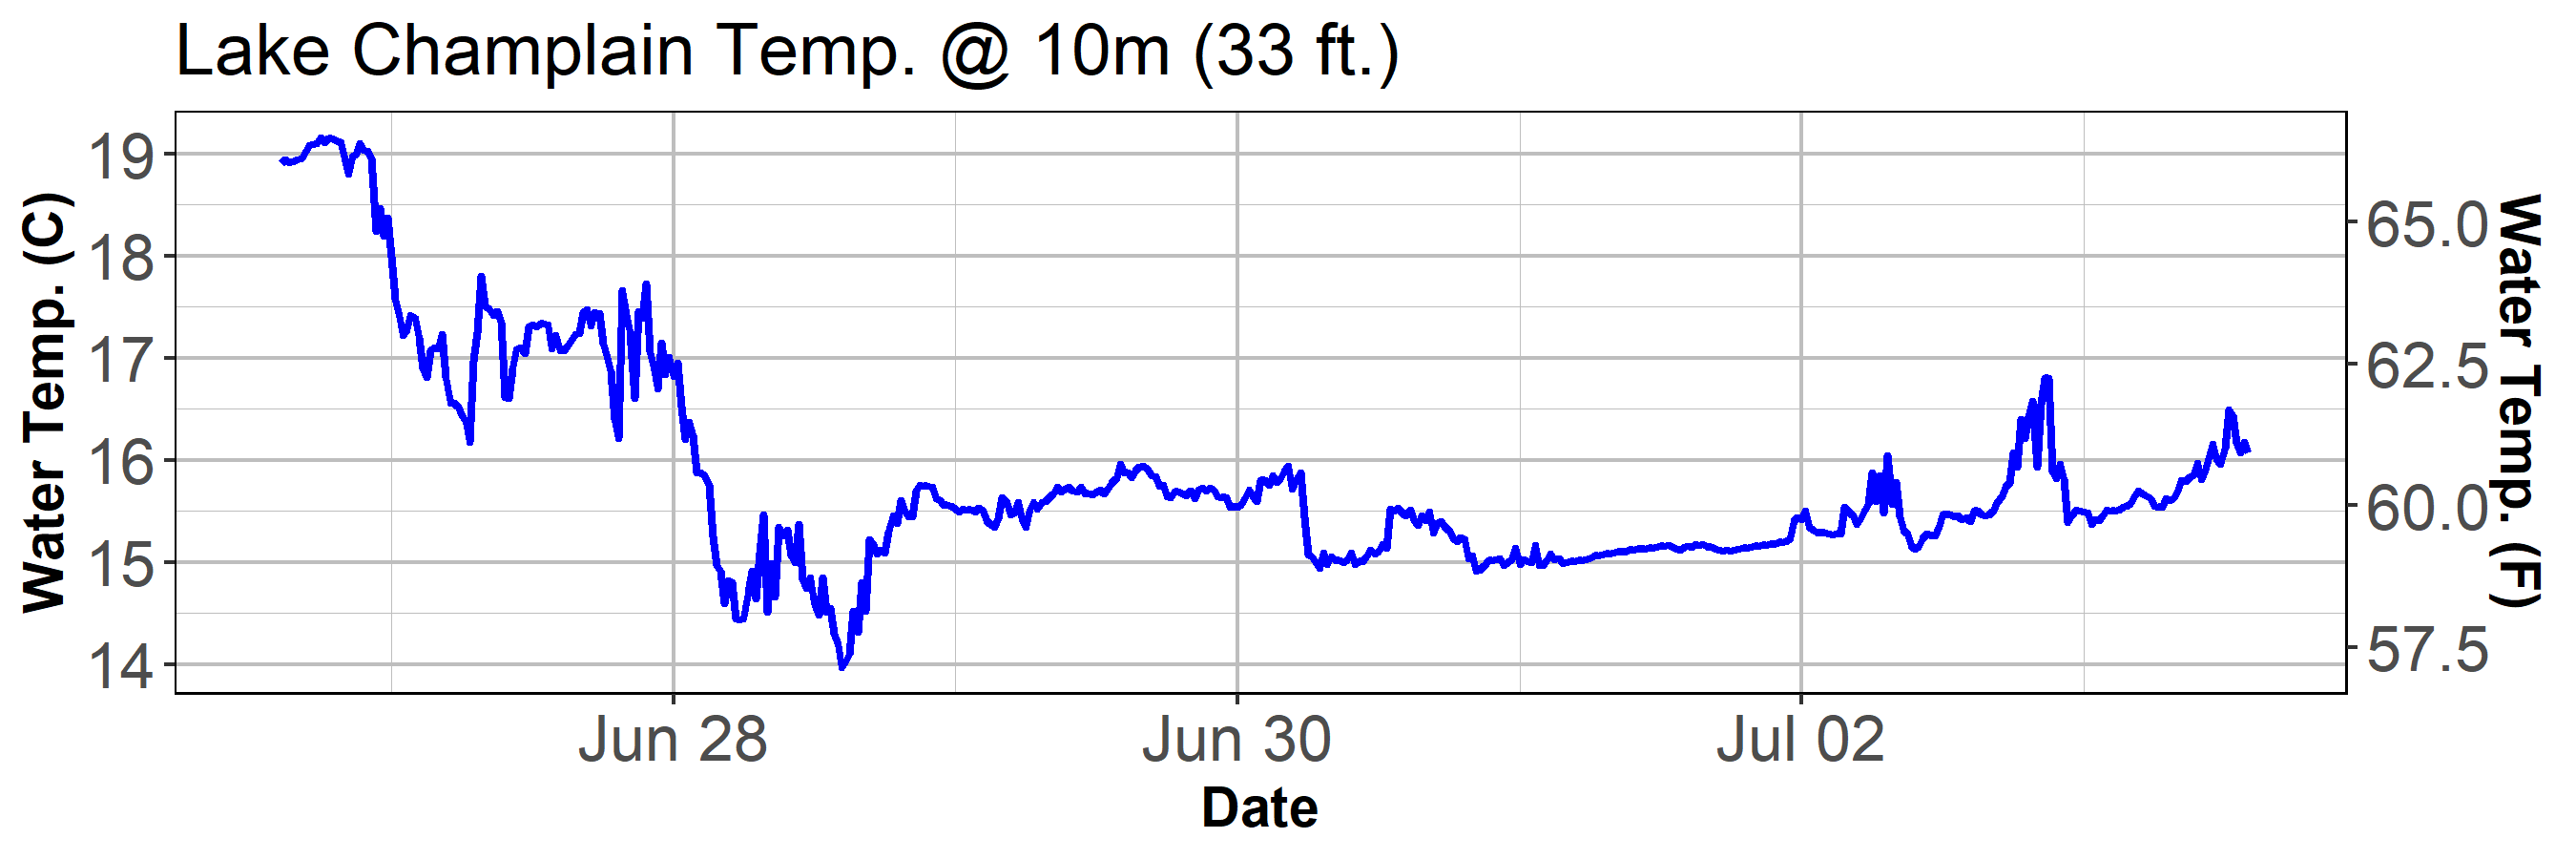 Lake Champlain Temp. @ 10m (33 ft.)
Water Temp. (C)
19
18
17
16
15
14
65.0
62.5
60.0
57.5
Water Temp. (F)
Jun 28
Jun 30
Jul 02
Date